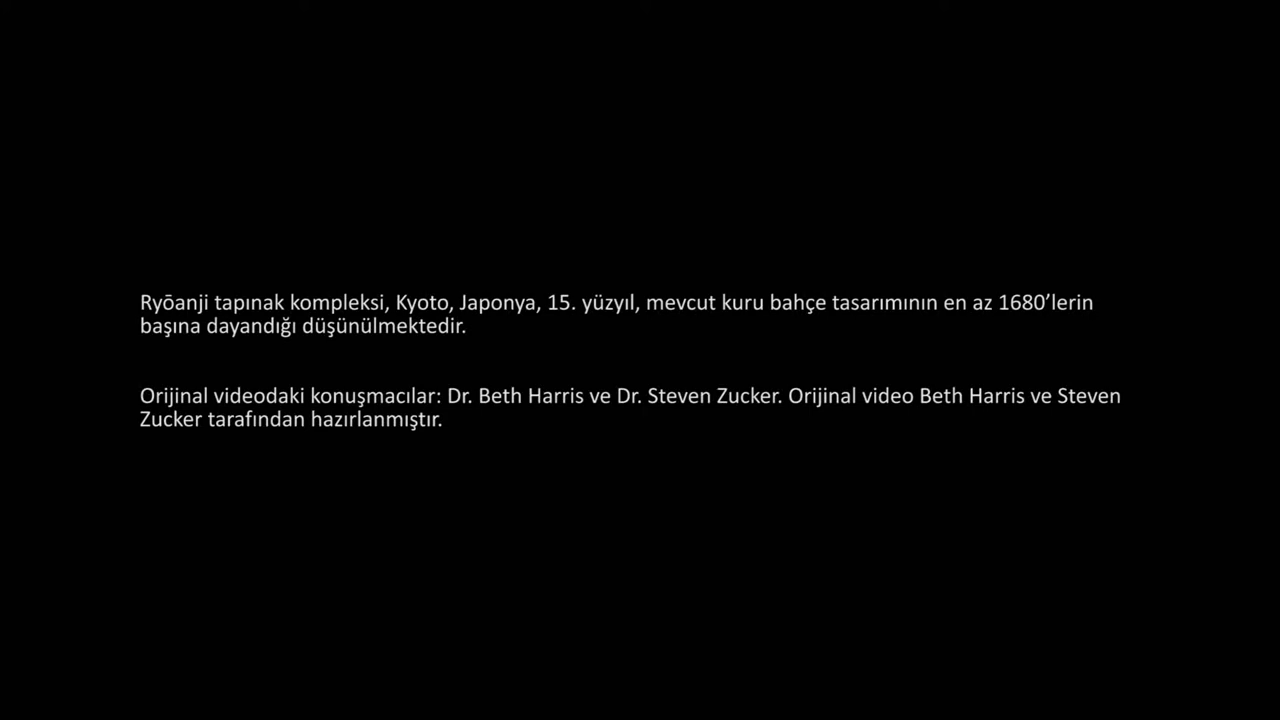 Ryōanji tapınak kompleksi, Kyoto, Japonya, 15. yüzyıl, mevcut kuru bahçe tasarımının en az 1680’lerin
başına dayandığı düşünülmektedir.
Orijinal videodaki konuşmacılar: Dr. Beth Harris ve Dr. Steven Zucker. Orijinal video Beth Harris ve Steven
Zucker tarafından hazırlanmıştır.